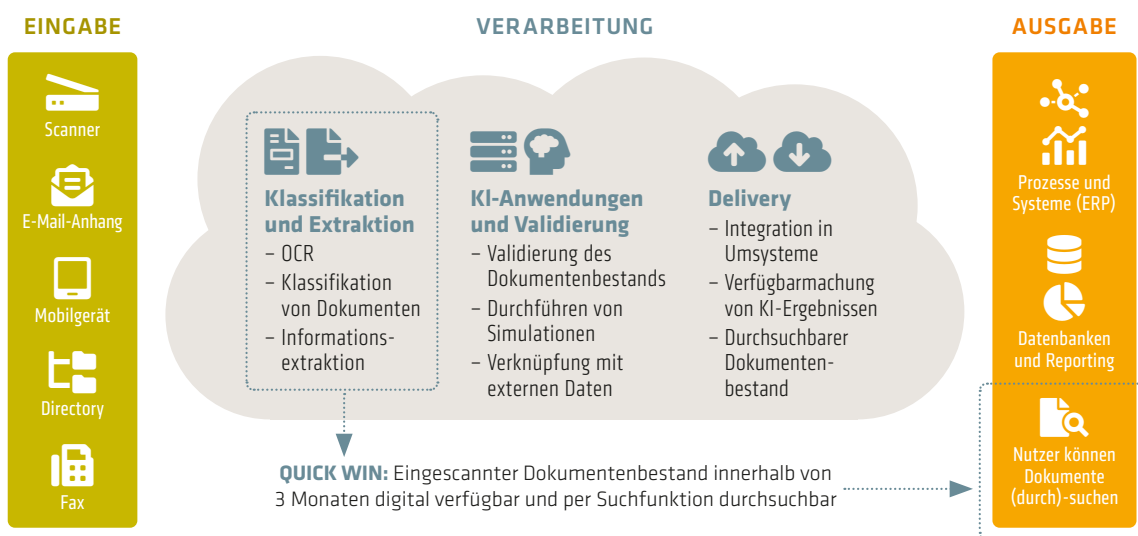 EINGABE
Scanner
E-Mail-Anhang
Mobilgerät
Directory
Fax
VERARBEITUNG
Klassifikation
und Extraktion
– OCR
– Klassifikation
von Dokumenten
– Informations-
extraktion
KI-Anwendungen
und Validierung
– Validierung des
Dokumentenbestands
– Durchführen von
Simulationen
– Verknüpfung mit
externen Daten
Delivery
– Integration in
Umsysteme
– Verfügbarmachung
von KI-Ergebnissen
– Durchsuchbarer
Dokumenten-
bestand
QUICK WIN: Eingescannter Dokumentenbestand innerhalb von
3 Monaten digital verfügbar und per Suchfunktion durchsuchbar
AUSGABE
Prozesse und
Systeme (ERP)
Datenbanken
und Reporting
Nutzer können
Dokumente
(durch)-suchen